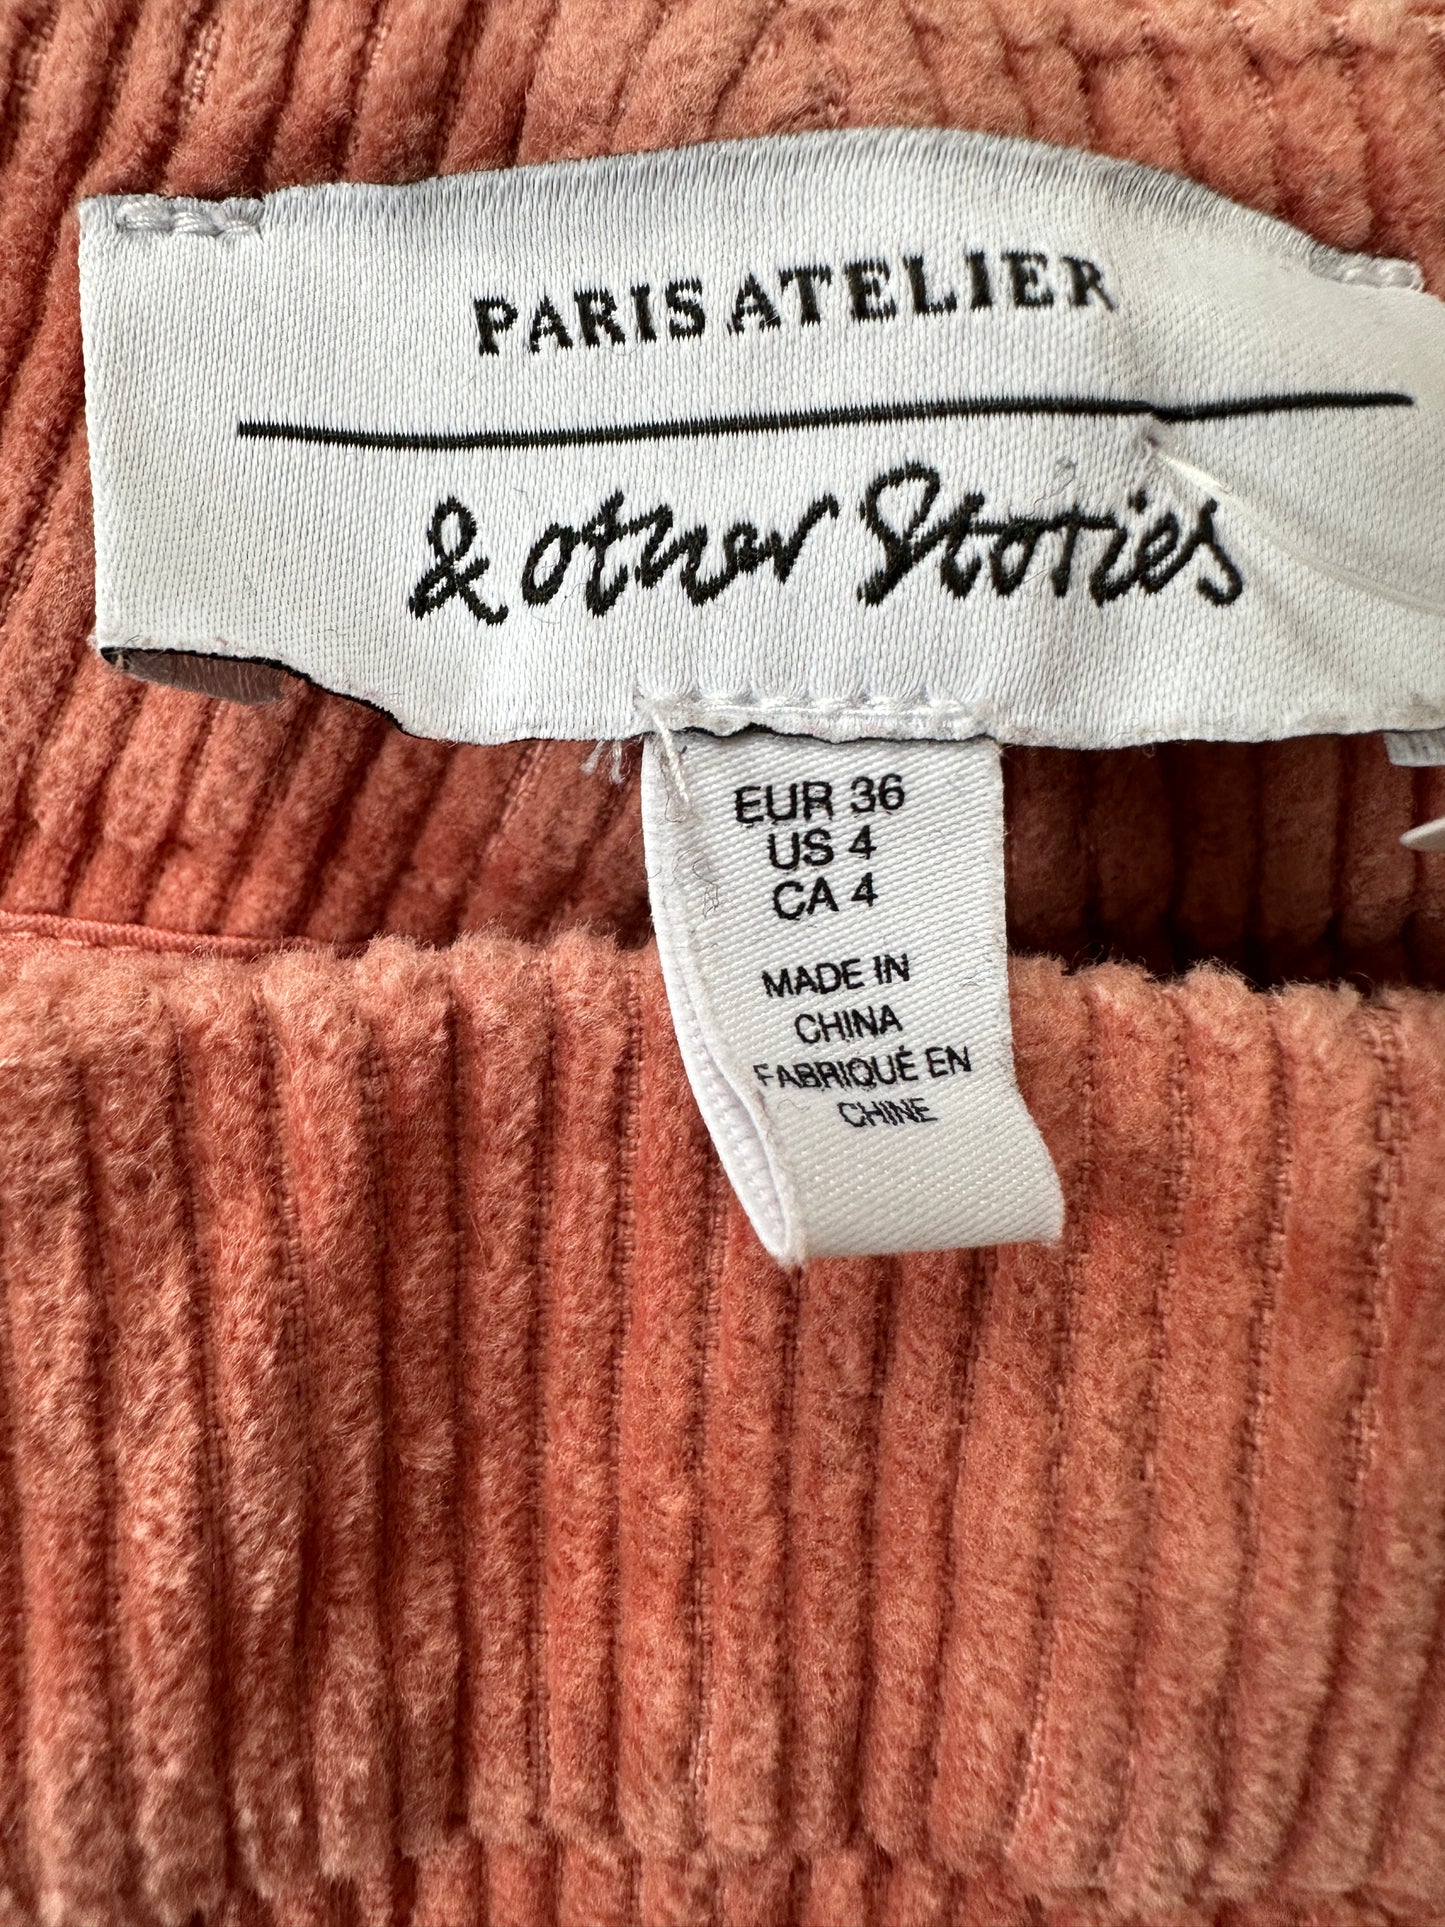 PARIS ATELIER
& other Stories
EUR 36
US 4
CA 4
MADE IN
CHINA
FABRIQUÉ EN
CHINE